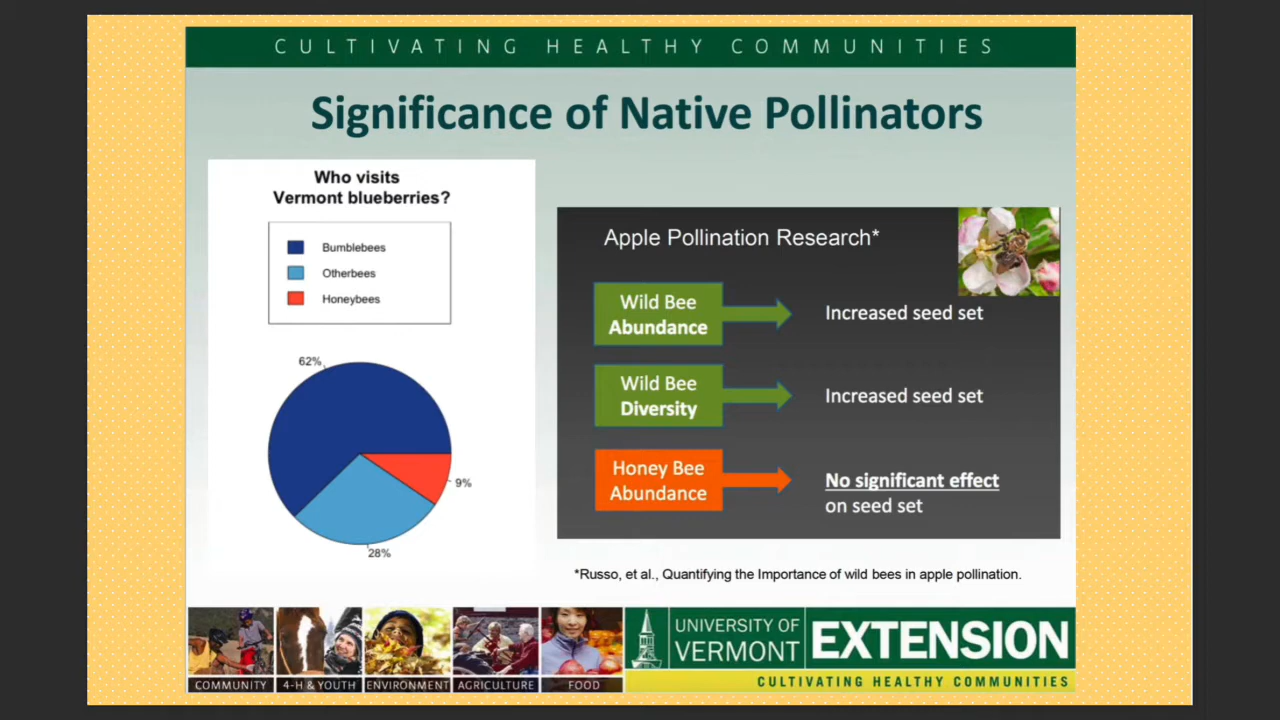 CULTIVATING HEALTHY COMMUNITIES
Significance of Native Pollinators
Who visits
Vermont blueberries?
Bumblebees
Otherbees
Honeybees
62%
9%
28%
Apple Pollination Research*
Wild Bee
Abundance
Increased seed set
Wild Bee
Diversity
Increased seed set
Honey Bee
Abundance
No significant effect
on seed set
*Russo, et al., Quantifying the Importance of wild bees in apple pollination.
COMMUNITY
4-H & YOUTH
ENVIRONMENT
AGRICULTURE
FOOD
UNIVERSITY OF
VERMONT
EXTENSION
CULTIVATING HEALTHY COMMUNITIES